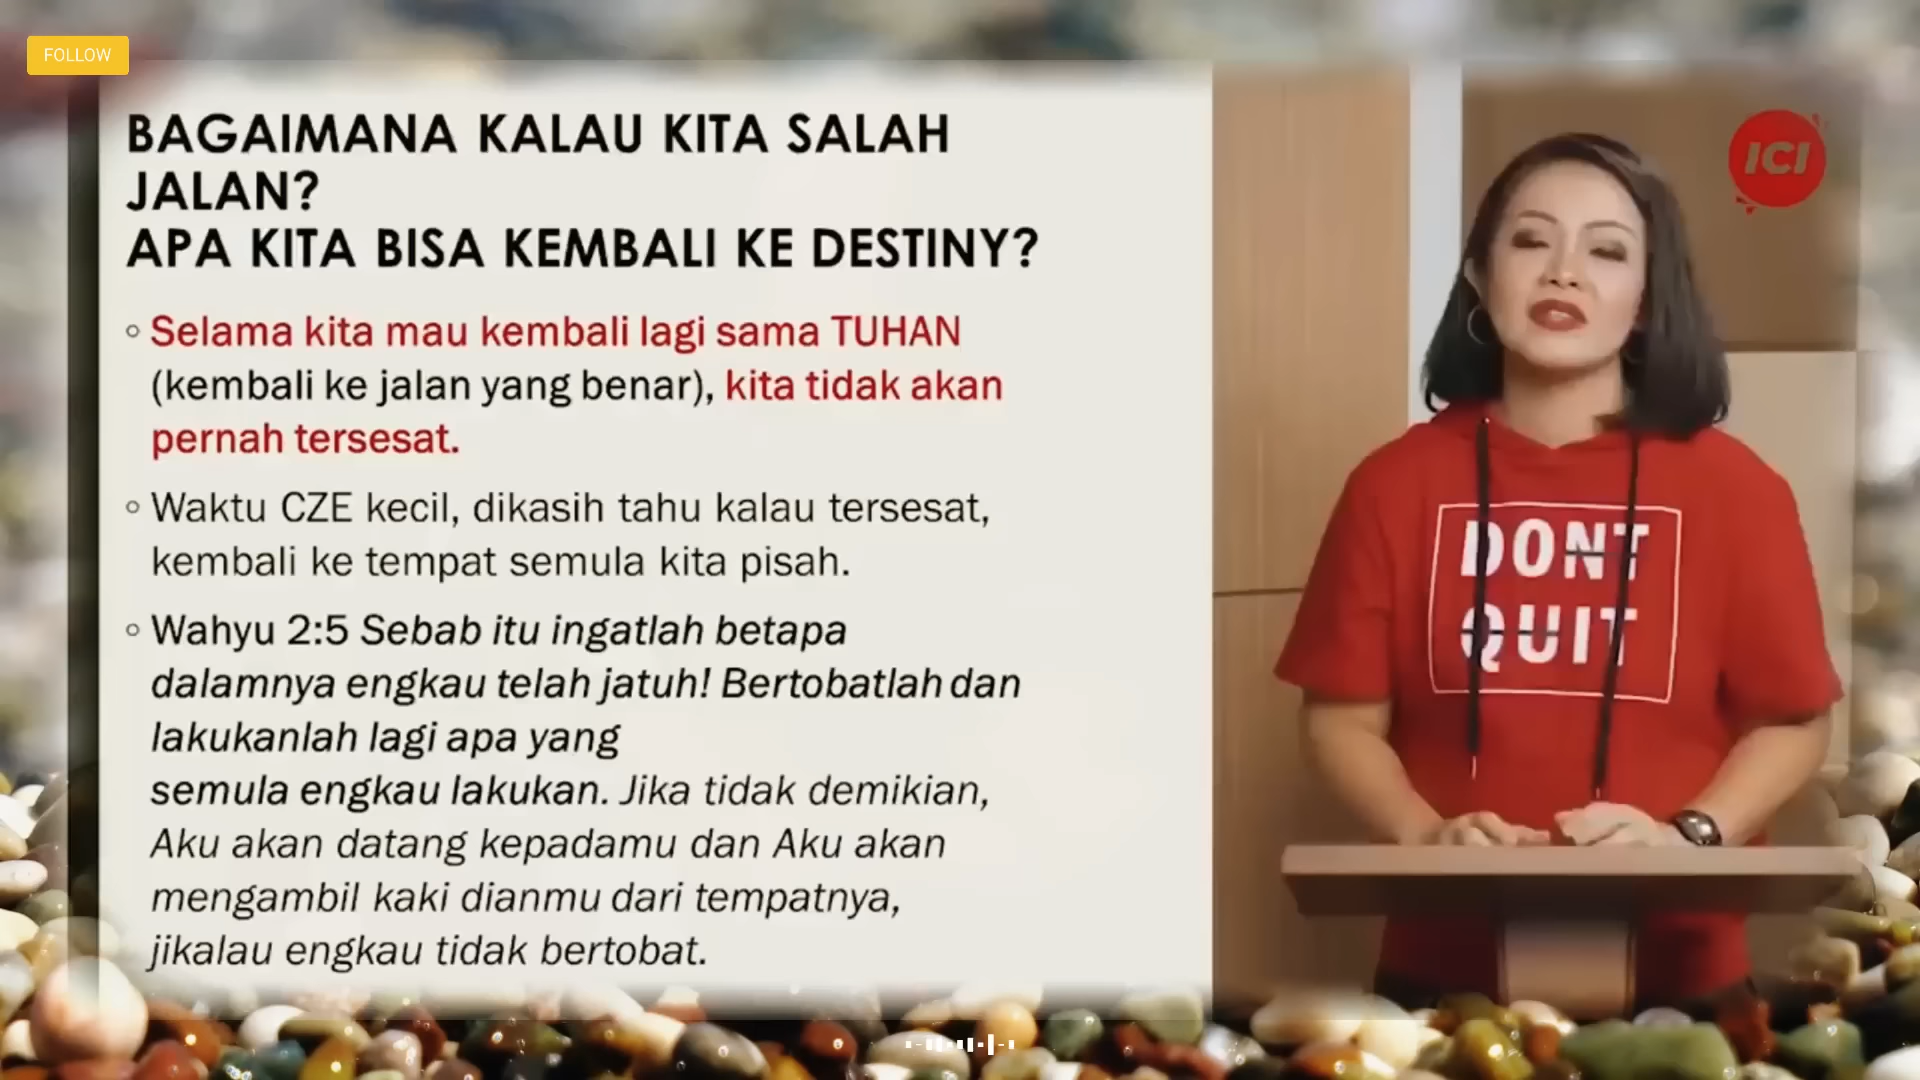 FOLLOW
BAGAIMANA KALAU KITA SALAH
JALAN?
APA KITA BISA KEMBALI KE DESTINY?
Selama kita mau kembali lagi sama TUHAN
(kembali ke jalan yang benar), kita tidak akan
pernah tersesat.
Waktu CZE kecil, dikasih tahu kalau tersesat,
kembali ke tempat semula kita pisah.
Wahyu 2:5 Sebab itu ingatlah betapa
dalamnya engkau telah jatuh! Bertobatlah dan
lakukanlah lagi apa yang
semula engkau lakukan. Jika tidak demikian,
Aku akan datang kepadamu dan Aku akan
mengambil kaki dianmu dari tempatnya,
jikalau engkau tidak bertobat.
ICI
DONT
QUIT